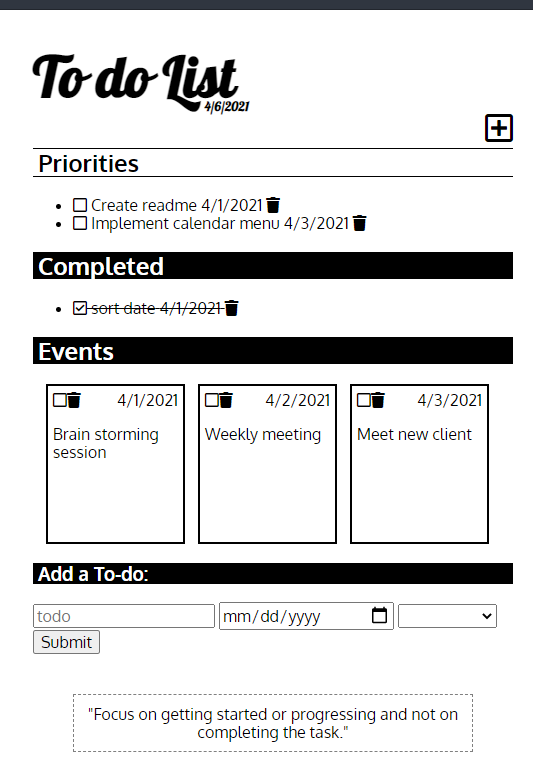 To do List
4/6/2021
Priorities
Create readme 4/1/2021
Implement calendar menu 4/3/2021
Completed
sort date 4/1/2021
Events
4/1/2021
Brain storming
session
4/2/2021
Weekly meeting
4/3/2021
Meet new client
Add a To-do:
todo mm/dd/yyyy
Submit
"Focus on getting started or progressing and not on
completing the task."